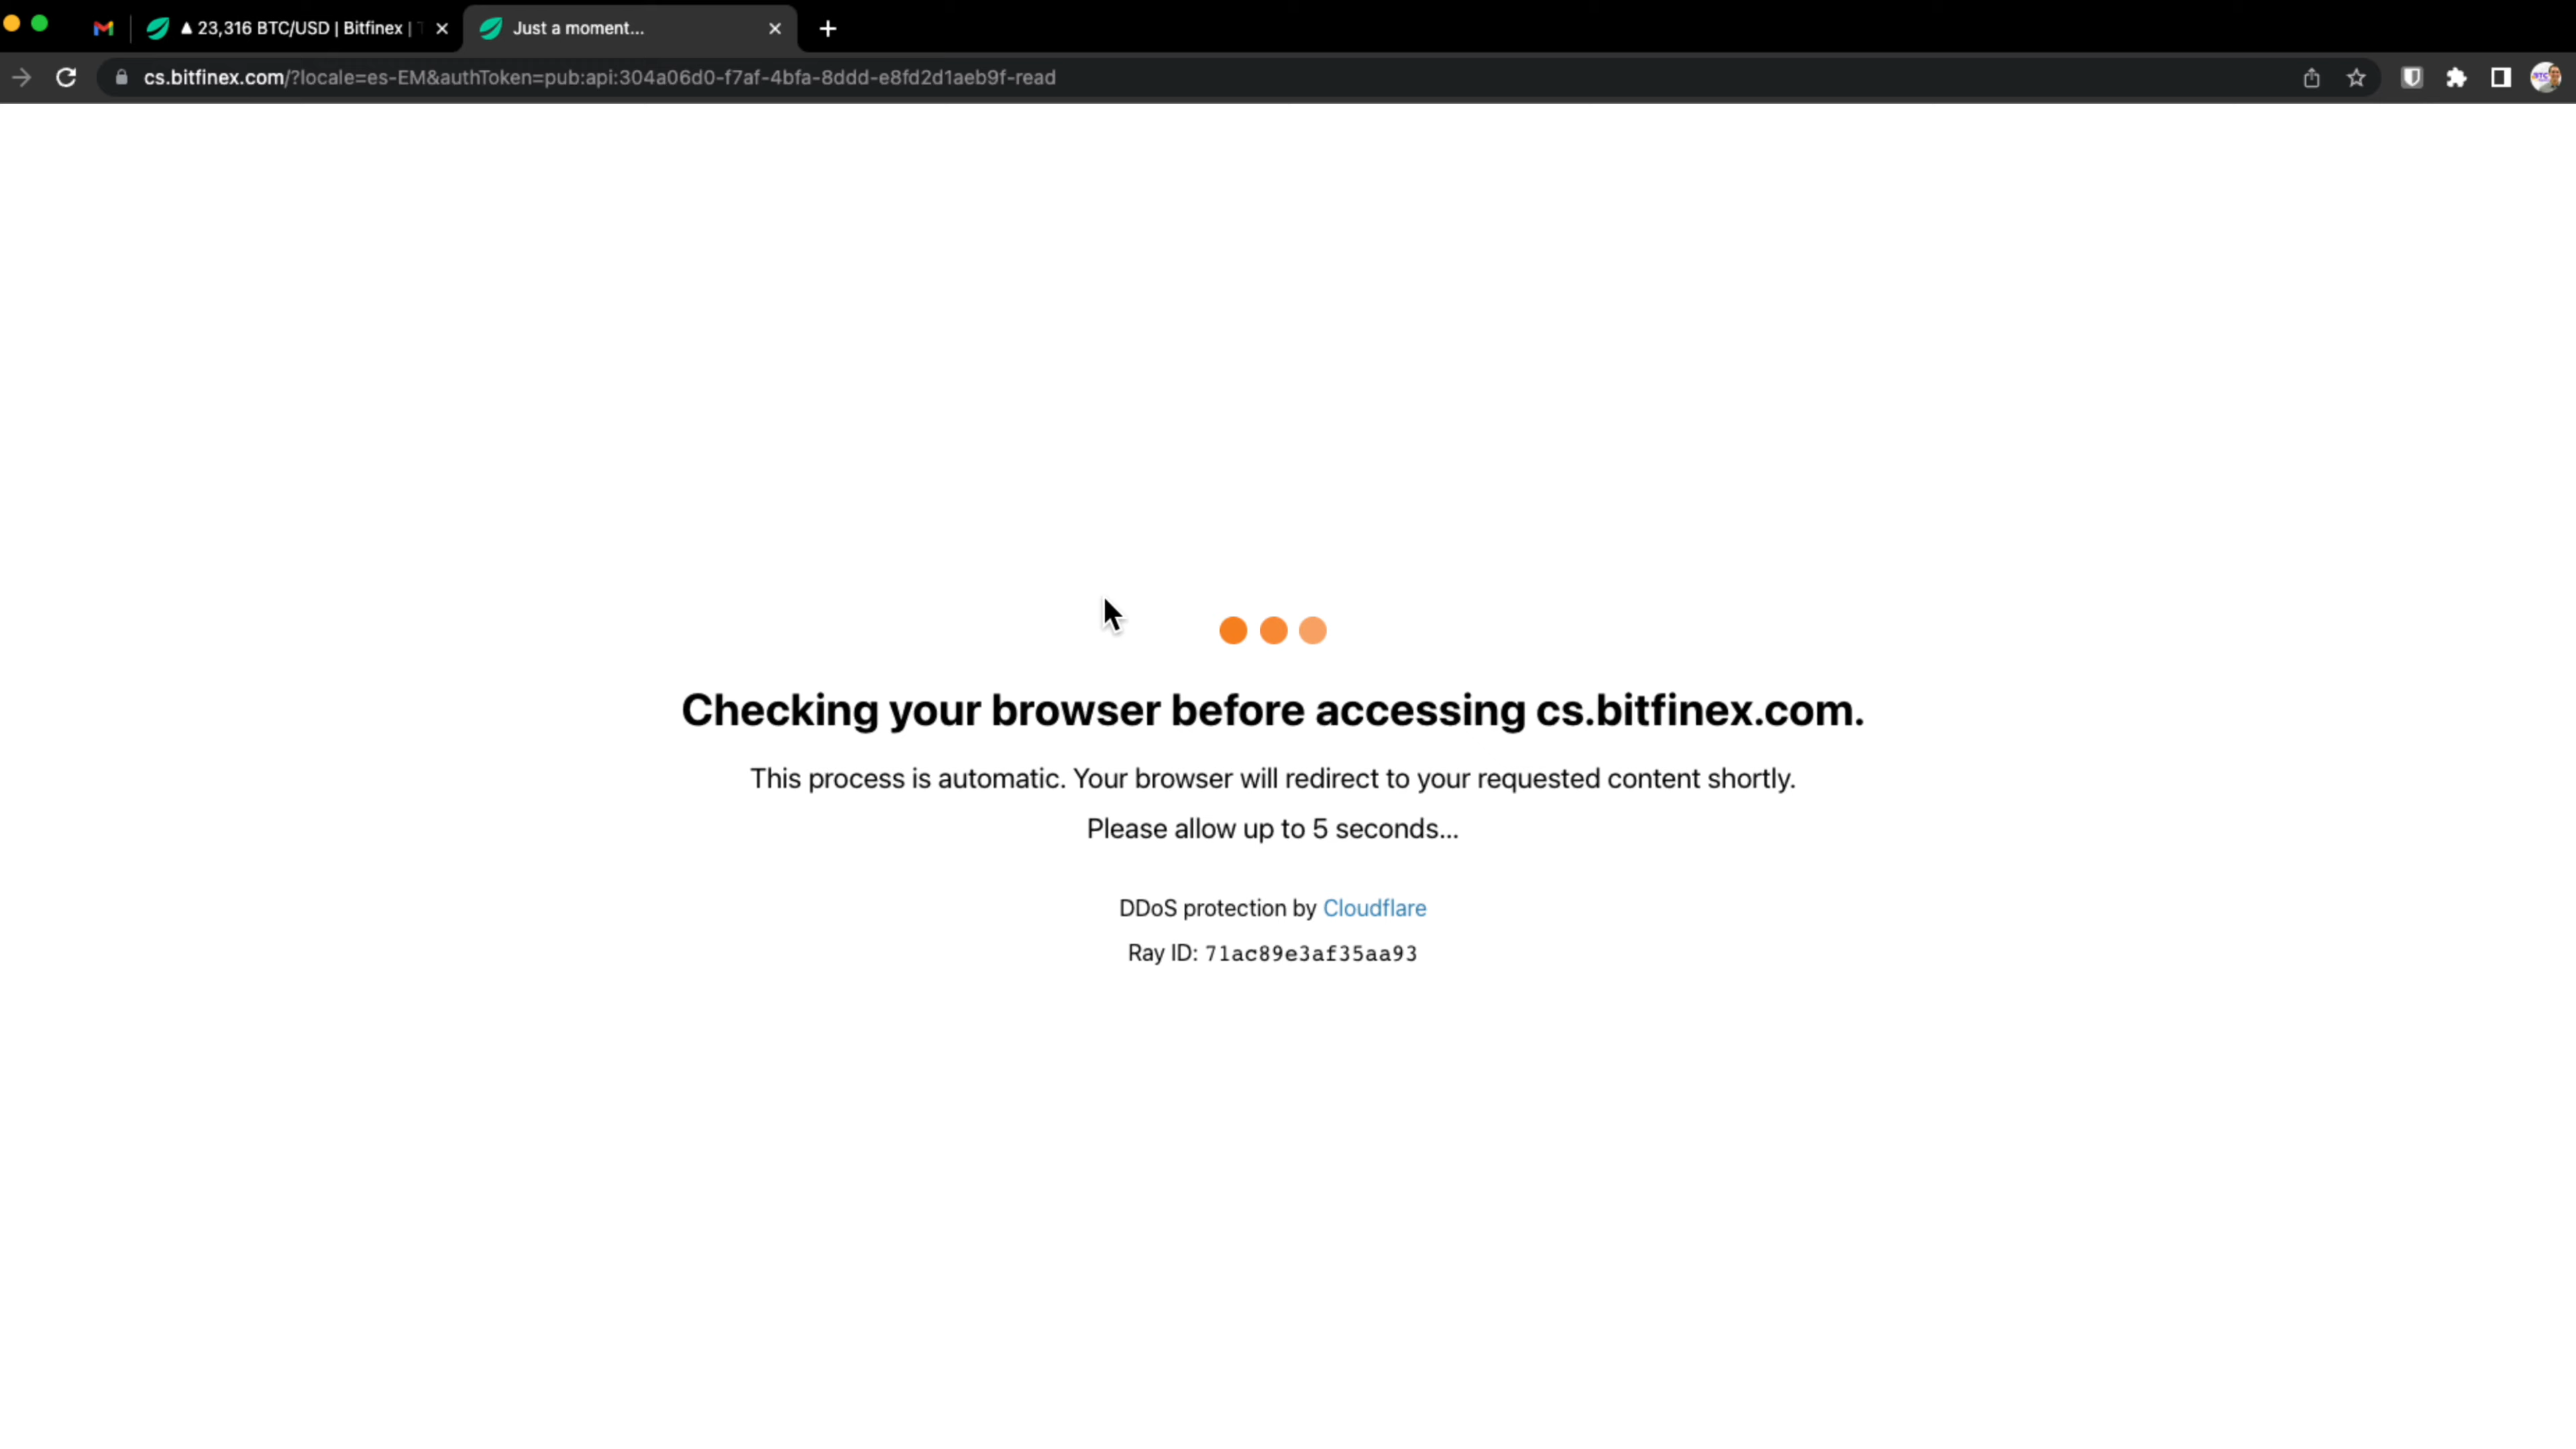 ▲ 23,316 BTC/USD | Bitfinex |
Just a moment...
cs.bitfinex.com/?locale=es-EM&authToken=pub:api:304a06d0-f7af-4bfa-8ddd-e8fd2d1aeb9f-read
Checking your browser before accessing cs.bitfinex.com.
This process is automatic. Your browser will redirect to your requested content shortly.
Please allow up to 5 seconds...
DDoS protection by Cloudflare
Ray ID: 71ac89e3af35aa93